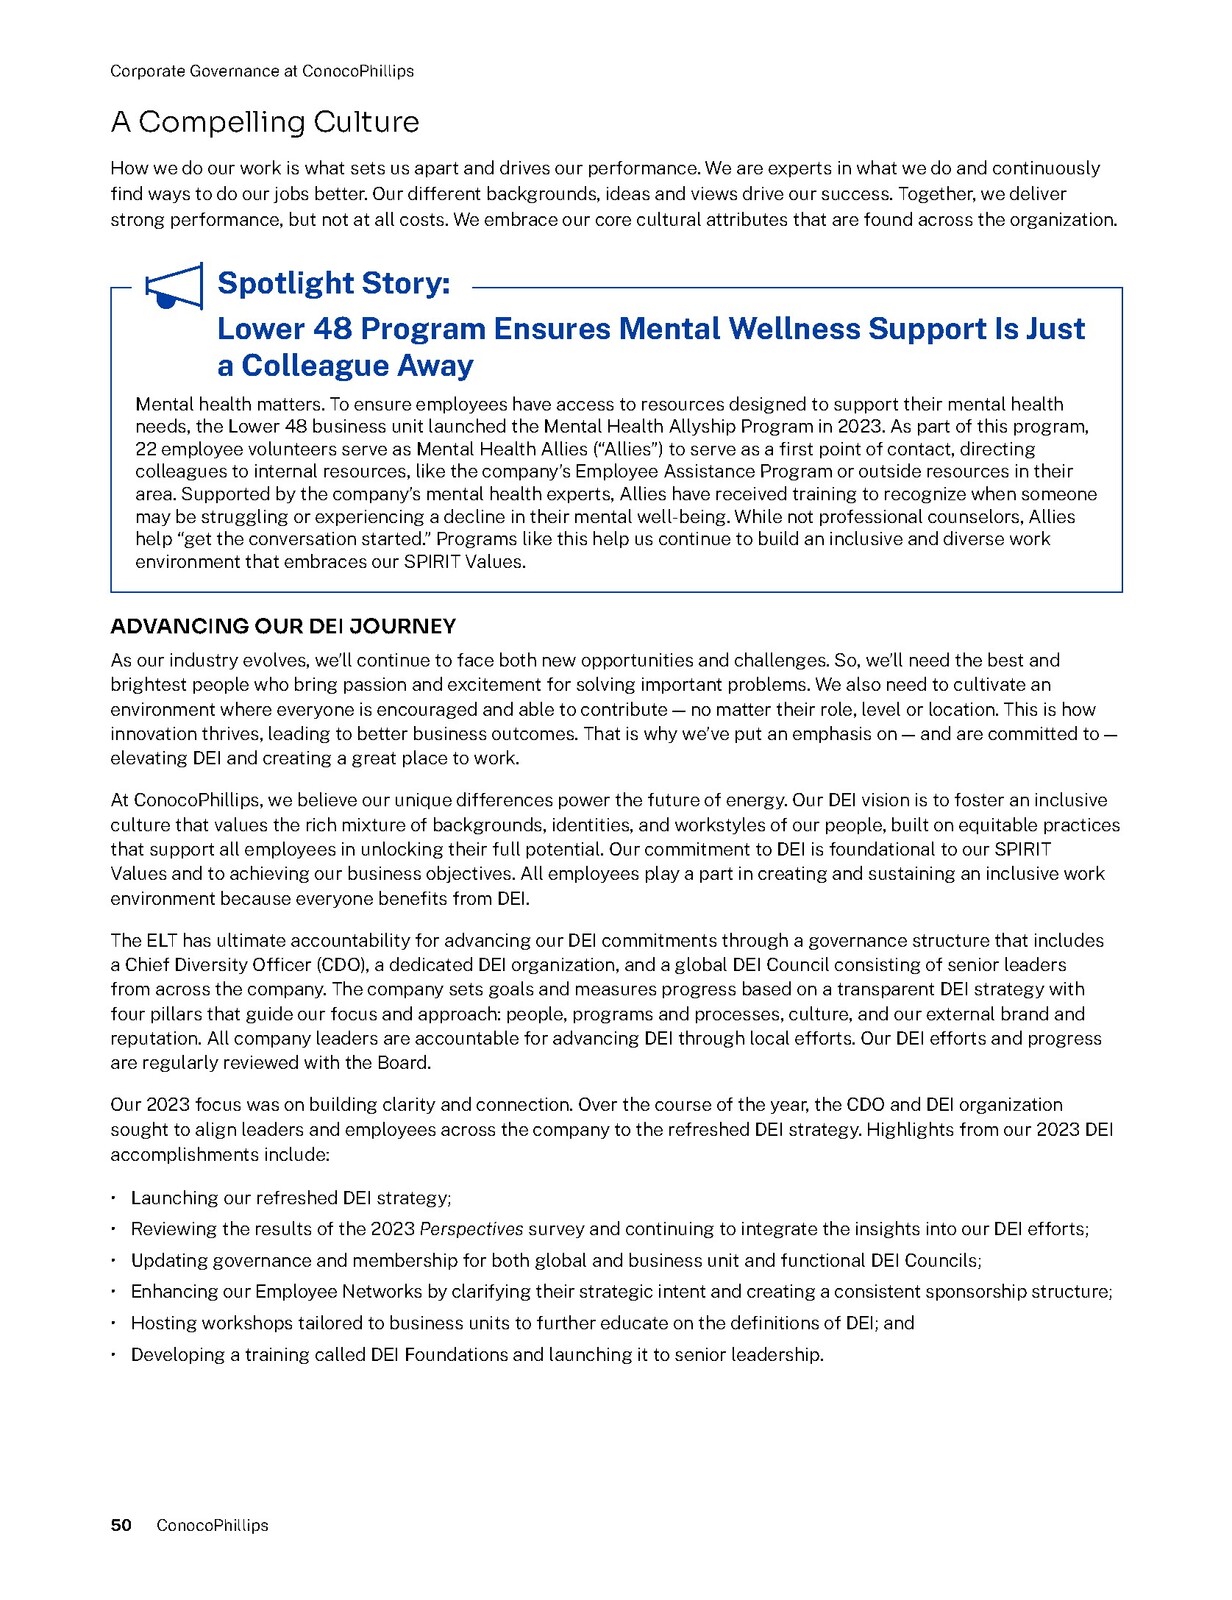 Corporate Governance at ConocoPhillips
A Compelling Culture
How we do our work is what sets us apart and drives our performance. We are experts in what we do and continuously
find ways to do our jobs better. Our different backgrounds, ideas and views drive our success. Together, we deliver
strong performance, but not at all costs. We embrace our core cultural attributes that are found across the organization.
Spotlight Story:
Lower 48 Program Ensures Mental Wellness Support Is Just
a Colleague Away
Mental health matters. To ensure employees have access to resources designed to support their mental health
needs, the Lower 48 business unit launched the Mental Health Allyship Program in 2023. As part of this program,
22 employee volunteers serve as Mental Health Allies (“Allies”) to serve as a first point of contact, directing
colleagues to internal resources, like the company’s Employee Assistance Program or outside resources in their
area. Supported by the company’s mental health experts, Allies have received training to recognize when someone
may be struggling or experiencing a decline in their mental well-being. While not professional counselors, Allies
help “get the conversation started.” Programs like this help us continue to build an inclusive and diverse work
environment that embraces our SPIRIT Values.
ADVANCING OUR DEI JOURNEY
As our industry evolves, we’ll continue to face both new opportunities and challenges. So, we’ll need the best and
brightest people who bring passion and excitement for solving important problems. We also need to cultivate an
environment where everyone is encouraged and able to contribute — no matter their role, level or location. This is how
innovation thrives, leading to better business outcomes. That is why we’ve put an emphasis on — and are committed to —
elevating DEI and creating a great place to work.
At ConocoPhillips, we believe our unique differences power the future of energy. Our DEI vision is to foster an inclusive
culture that values the rich mixture of backgrounds, identities, and workstyles of our people, built on equitable practices
that support all employees in unlocking their full potential. Our commitment to DEI is foundational to our SPIRIT
Values and to achieving our business objectives. All employees play a part in creating and sustaining an inclusive work
environment because everyone benefits from DEI.
The ELT has ultimate accountability for advancing our DEI commitments through a governance structure that includes
a Chief Diversity Officer (CDO), a dedicated DEI organization, and a global DEI Council consisting of senior leaders
from across the company. The company sets goals and measures progress based on a transparent DEI strategy with
four pillars that guide our focus and approach: people, programs and processes, culture, and our external brand and
reputation. All company leaders are accountable for advancing DEI through local efforts. Our DEI efforts and progress
are regularly reviewed with the Board.
Our 2023 focus was on building clarity and connection. Over the course of the year, the CDO and DEI organization
sought to align leaders and employees across the company to the refreshed DEI strategy. Highlights from our 2023 DEI
accomplishments include:
• Launching our refreshed DEI strategy;
• Reviewing the results of the 2023 Perspectives survey and continuing to integrate the insights into our DEI efforts;
• Updating governance and membership for both global and business unit and functional DEI Councils;
• Enhancing our Employee Networks by clarifying their strategic intent and creating a consistent sponsorship structure;
• Hosting workshops tailored to business units to further educate on the definitions of DEI; and
• Developing a training called DEI Foundations and launching it to senior leadership.
50 ConocoPhillips